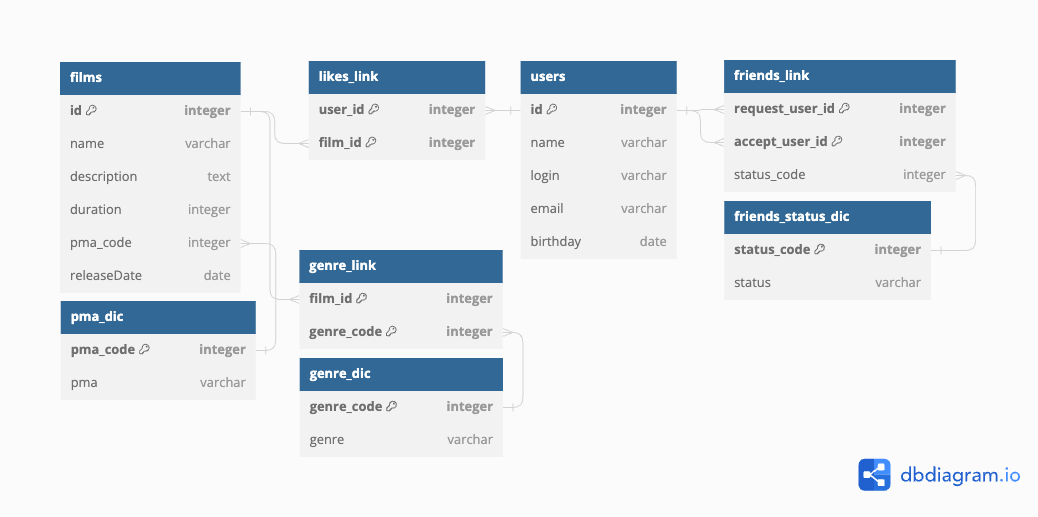 films
id integer
name varchar
description text
duration integer
pma_code integer
releaseDate date
pma_dic
pma_code integer
pma varchar
likes_link
user_id integer
film_id integer
genre_link
film_id integer
genre_code integer
genre_dic
genre_code integer
genre varchar
users
id integer
name varchar
login varchar
email varchar
birthday date
friends_link
request_user_id integer
accept_user_id integer
status_code integer
friends_status_dic
status_code integer
status varchar
dbdiagram.io